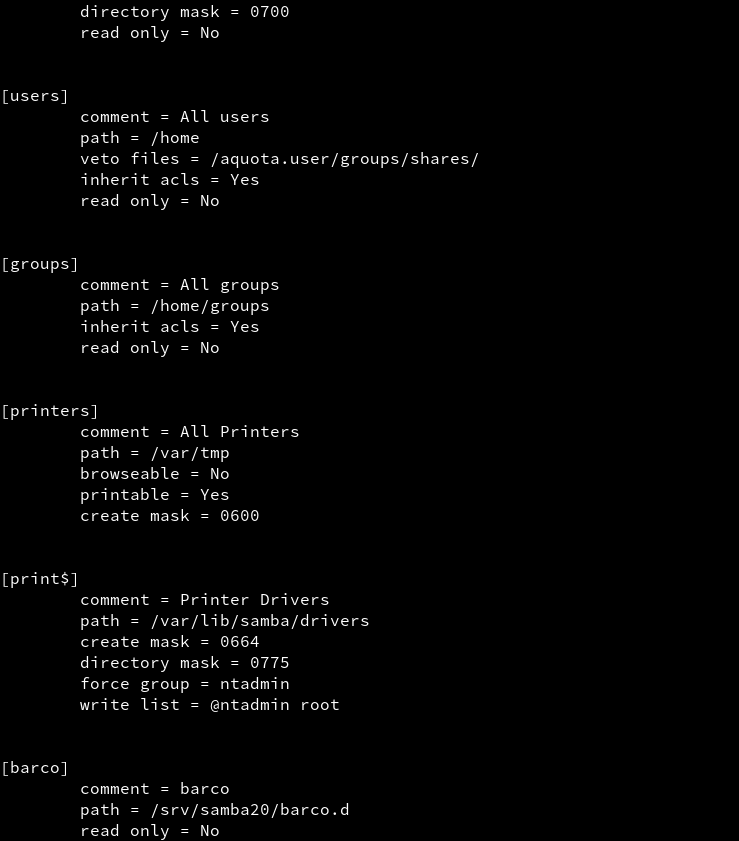 directory mask = 0700
read only = No
[users]
comment = All users
path = /home
veto files = /aquota.user/groups/shares/
inherit acls = Yes
read only = No
[groups]
comment = All groups
path = /home/groups
inherit acls = Yes
read only = No
[printers]
comment = All Printers
path = /var/tmp
browseable = No
printable = Yes
create mask = 0600
[print$]
comment = Printer Drivers
path = /var/lib/samba/drivers
create mask = 0664
directory mask = 0775
force group = ntadmin
write list = @ntadmin root
[barco]
comment = barco
path = /srv/samba20/barco.d
read only = No